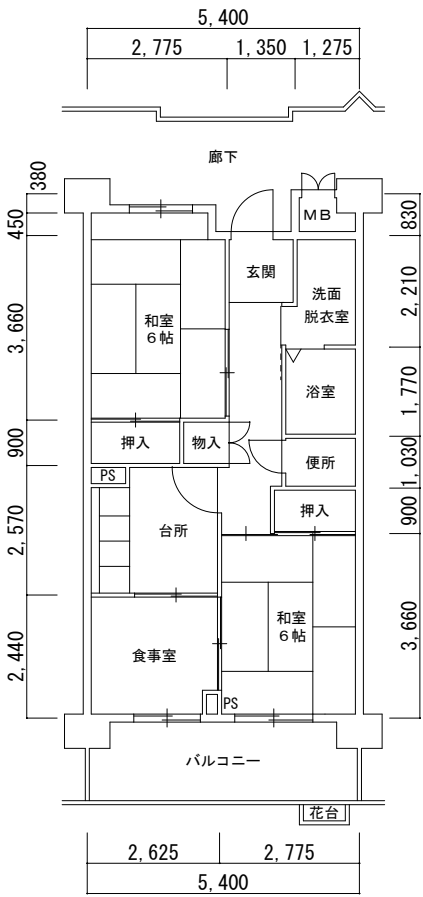 5,400
2,775
1,350
1,275
廊下
380
450
3,660
900
2,570
2,440
830
2,210
1,770
1,030
900
3,660
MB
玄関
洗面
脱衣室
和室
6帖
浴室
押入
物入
便所
PS
押入
台所
和室
6帖
食事室
PS
バルコニー
花台
2,625
2,775
5,400